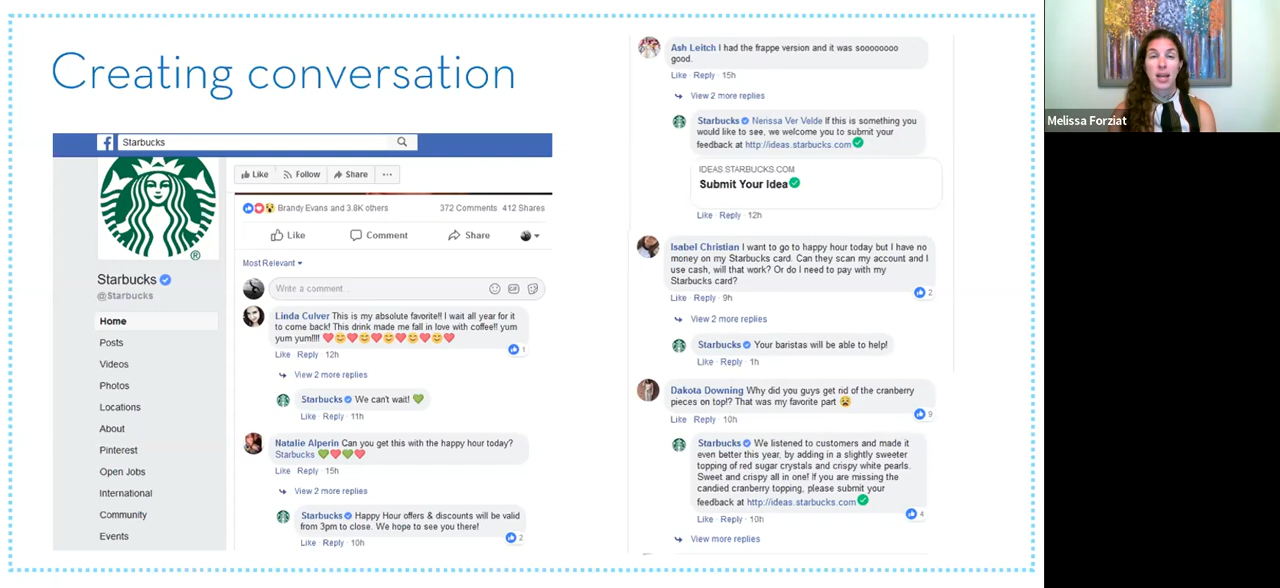 Creating conversation
Starbucks
Like Follow Share ...
Brandy Evans and 3.8K others 372 Comments 412 Shares
Like Comment Share
Most Relevant
Write a comment...
Starbucks
@Starbucks
Home
Posts
Videos
Photos
Locations
About
Pinterest
Open Jobs
International
Community
Events
Linda Culver This is my absolute favorite!! I wait all year for it
to come back! This drink made me fall in love with coffee!! yum
yum yum!!!! ❤️😊❤️😊❤️😊❤️😊❤️😊❤️
1
Like Reply 12h
View 2 more replies
Starbucks We can't wait! 💚
Like · Reply · 11h
Natalie Alperin Can you get this with the happy hour today?
Starbucks 💚❤️💚❤️
Like Reply 15h
View 2 more replies
Starbucks Happy Hour offers & discounts will be valid
from 3pm to close. We hope to see you there!
2
Like · Reply · 10h
Ash Leitch I had the frappe version and it was soooooooo
good.
Like · Reply · 15h
View 2 more replies
Starbucks Nerissa Ver Velde If this is something you
would like to see, we welcome you to submit your
feedback at http://ideas.starbucks.com
IDEAS.STARBUCKS.COM
Submit Your Idea
Like · Reply · 12h
Isabel Christian I want to go to happy hour today but I have no
money on my Starbucks card. Can they scan my account and I
use cash, will that work? Or do I need to pay with my
Starbucks card?
2
Like · Reply · 9h
View 2 more replies
Starbucks Your baristas will be able to help!
Like · Reply · 1h
Dakota Downing Why did you guys get rid of the cranberry
pieces on top!? That was my favorite part 😫
9
Like · Reply · 10h
Starbucks We listened to customers and made it
even better this year, by adding in a slightly sweeter
topping of red sugar crystals and crispy white pearls.
Sweet and crispy all in one! If you are missing the
candied cranberry topping, please submit your
feedback at http://ideas.starbucks.com
4
Like · Reply · 10h
View more replies
Melissa Forziat